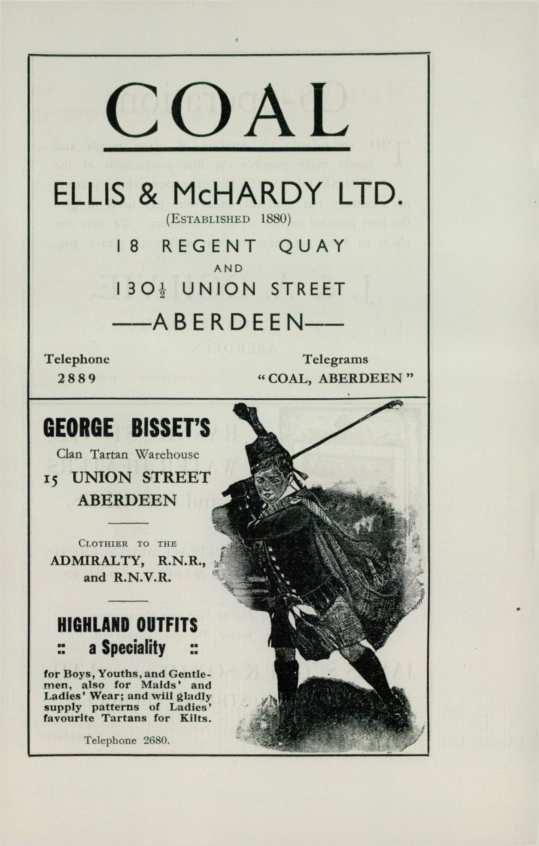 COAL
ELLIS & McHARDY LTD.
(ESTABLISHED 1880)
18 REGENT QUAY
AND
130½ UNION STREET
——ABERDEEN——
Telephone
2889
Telegrams
“COAL, ABERDEEN”
GEORGE BISSET'S
Clan Tartan Warehouse
15 UNION STREET
ABERDEEN
CLOTHIER TO THE
ADMIRALTY, R.N.R.,
and R.N.V.R.
HIGHLAND OUTFITS
:: a Speciality ::
for Boys, Youths, and Gentle-
men, also for Maids' and
Ladies' Wear; and will gladly
supply patterns of Ladies'
favourite Tartans for Kilts.
Telephone 2680.